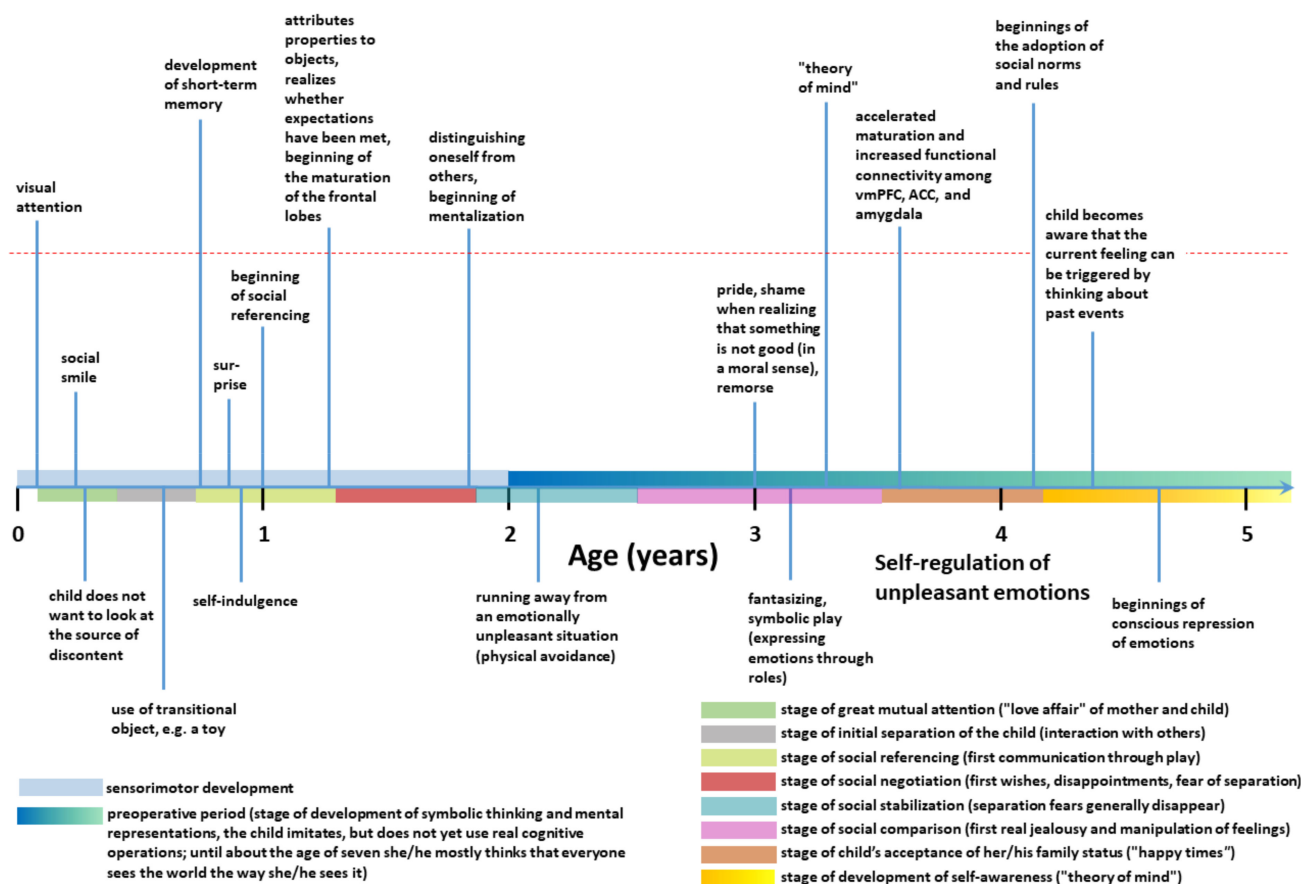 attributes
properties to
objects,
realizes
whether
expectations
have been met,
beginning of
the maturation
of the frontal
lobes
beginnings of
the adoption of
social norms
and rules
development
of short-term
memory
"theory
of mind"
accelerated
maturation and
increased functional
connectivity among
vmPFC, ACC, and
amygdala
distinguishing
oneself from
others,
beginning of
mentalization
visual
attention
child becomes
aware that the
current feeling can
be triggered by
thinking about
past events
beginning
of social
referencing
pride, shame
when realizing
that something
is not good (in
a moral sense),
remorse
social
smile
sur-
prise
0 1 2 3 4 5
Age (years)
Self-regulation of
unpleasant emotions
child does not
want to look at
the source of
discontent
self-indulgence
running away from
an emotionally
unpleasant situation
(physical avoidance)
fantasizing,
symbolic play
(expressing
emotions through
roles)
beginnings of
conscious repression
of emotions
use of transitional
object, e.g. a toy
sensorimotor development
preoperative period (stage of development of symbolic thinking and mental
representations, the child imitates, but does not yet use real cognitive
operations; until about the age of seven she/he mostly thinks that everyone
sees the world the way she/he sees it)
stage of great mutual attention ("love affair" of mother and child)
stage of initial separation of the child (interaction with others)
stage of social referencing (first communication through play)
stage of social negotiation (first wishes, disappointments, fear of separation)
stage of social stabilization (separation fears generally disappear)
stage of social comparison (first real jealousy and manipulation of feelings)
stage of child’s acceptance of her/his family status ("happy times”)
stage of development of self-awareness ("theory of mind")